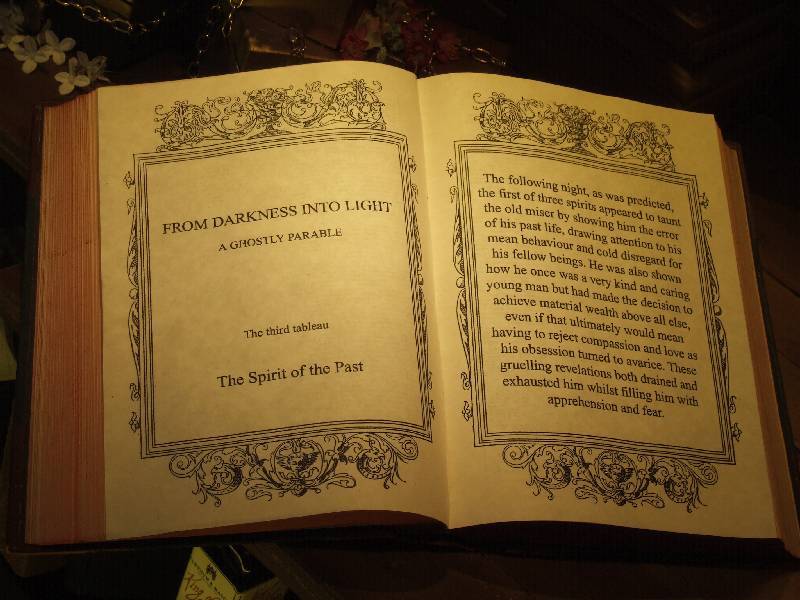 FROM DARKNESS INTO LIGHT
A GHOSTLY PARABLE
The third tableau
The Spirit of the Past
The following night, as was predicted,
the first of three spirits appeared to taunt
the old miser by showing him the error
of his past life, drawing attention to his
mean behaviour and cold disregard for
his fellow beings. He was also shown
how he once was a very kind and caring
young man but had made the decision to
achieve material wealth above all else,
even if that ultimately would mean
having to reject compassion and love as
his obsession turned to avarice. These
gruelling revelations both drained and
exhausted him whilst filling him with
apprehension and fear.